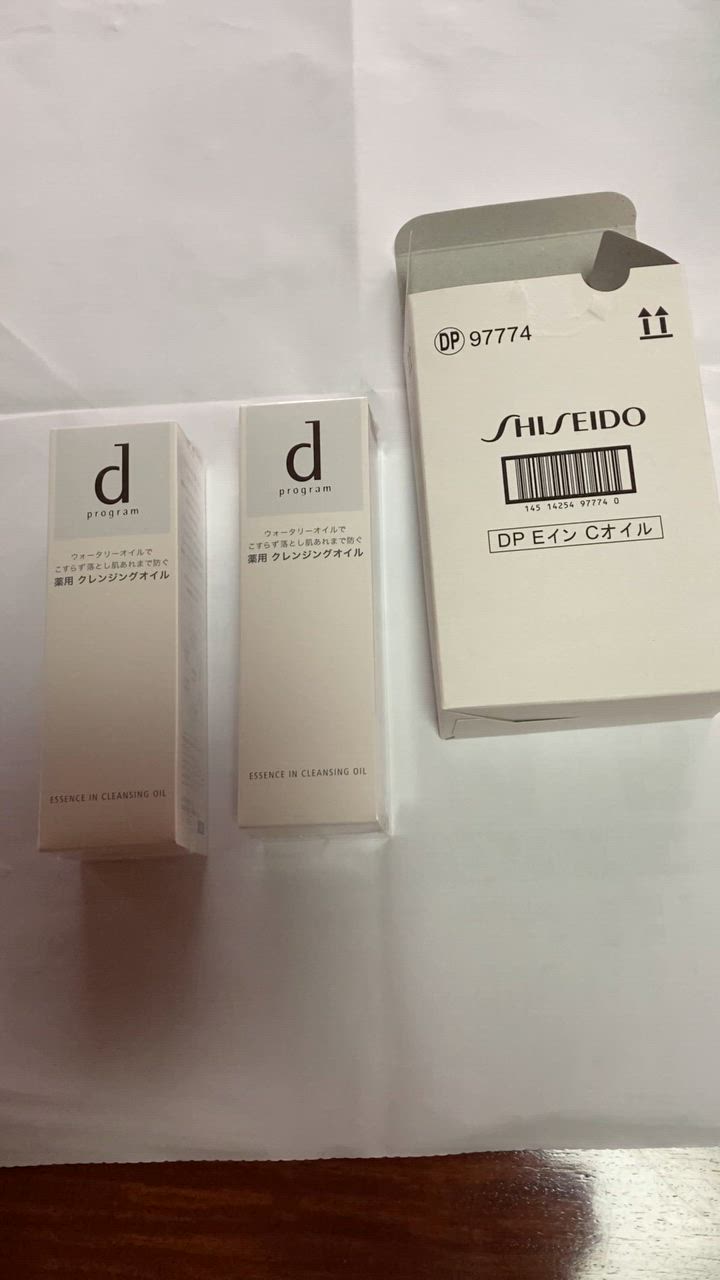 d
program
ウォータリーオイルで
こすらず落とし肌あれまで防ぐ
薬用 クレンジングオイル
ESSENCE IN CLEANSING OIL
d
program
ウォータリーオイルで
こすらず落とし肌あれまで防ぐ
薬用 クレンジングオイル
ESSENCE IN CLEANSING OIL
DP 97774
SHISEIDO
145 14254 97774 0
DP Eイン Cオイル